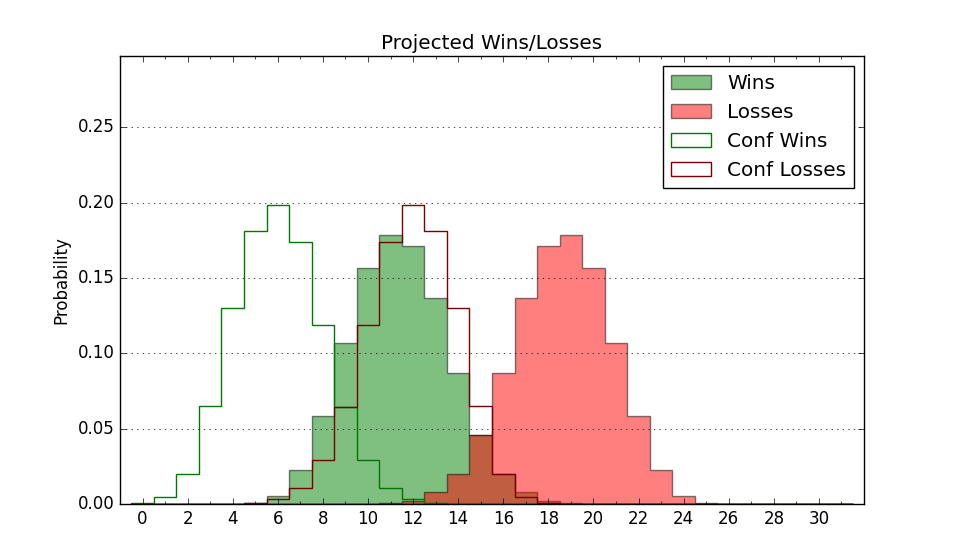 Projected Wins/Losses
Wins
Losses
Conf Wins
Conf Losses
0.25
0.20
0.15
0.10
0.05
0.00
Probability
0 2 4 6 8 10 12 14 16 18 20 22 24 26 28 30